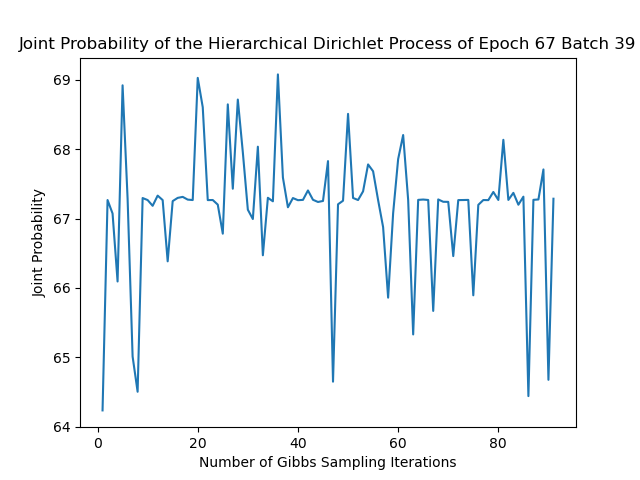 Joint Probability of the Hierarchical Dirichlet Process of Epoch 67 Batch 39
69
68
67
66
65
64
Joint Probability
0 20 40 60 80
Number of Gibbs Sampling Iterations